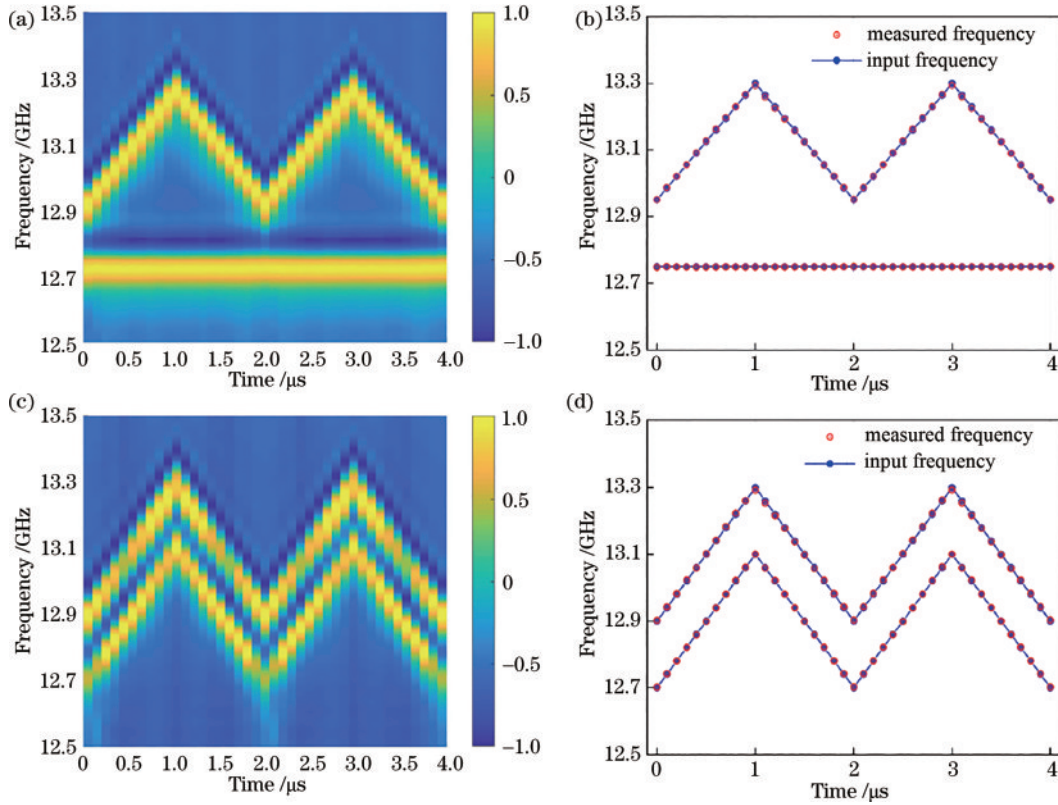 (a)
13.5
13.3
13.1
12.9
12.7
12.5
Frequency /GHz
0 0.5 1.0 1.5 2.0 2.5 3.0 3.5 4.0
Time /μs
1.0
0.5
0
−0.5
−1.0
(b)
13.5
13.3
13.1
12.9
12.7
12.5
Frequency /GHz
measured frequency
input frequency
0 1 2 3 4
Time /μs
(c)
13.5
13.3
13.1
12.9
12.7
12.5
Frequency /GHz
0 0.5 1.0 1.5 2.0 2.5 3.0 3.5 4.0
Time /μs
1.0
0.5
0
−0.5
−1.0
(d)
13.5
13.3
13.1
12.9
12.7
12.5
Frequency /GHz
measured frequency
input frequency
0 1 2 3 4
Time /μs